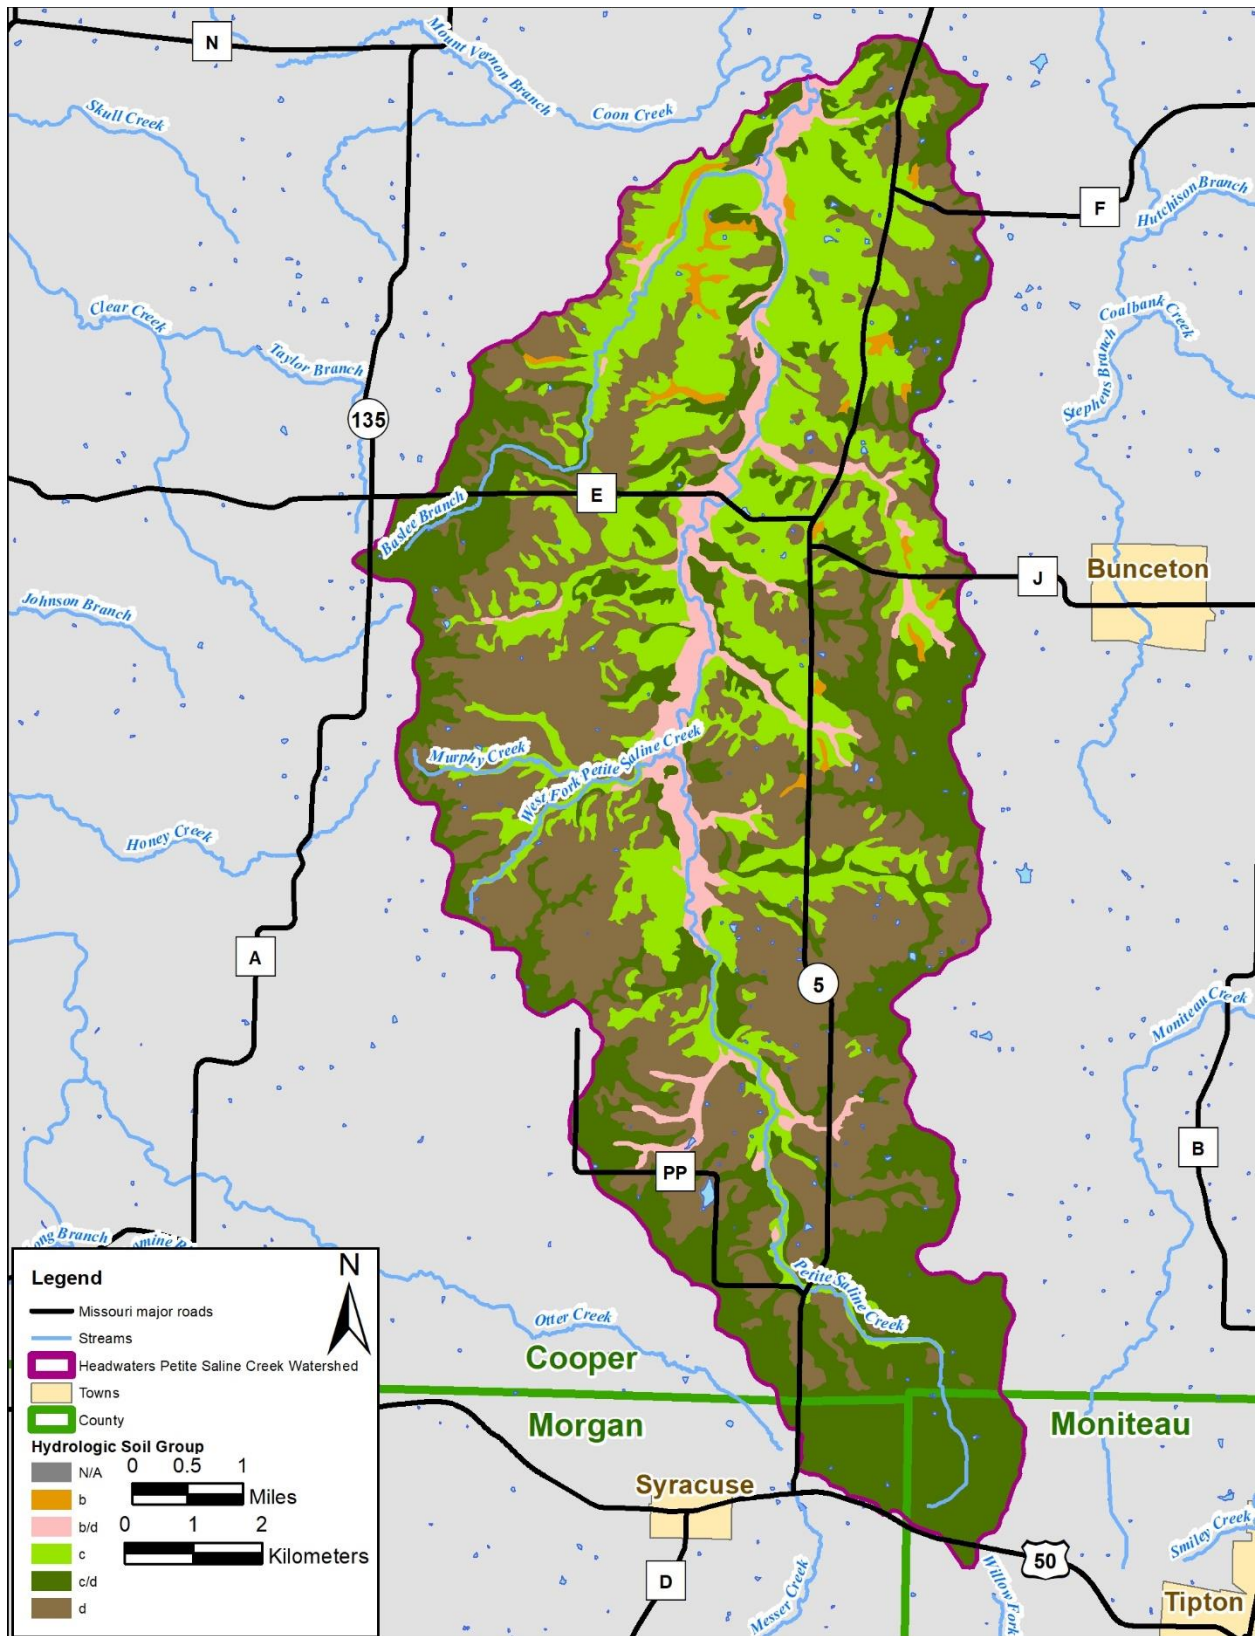 N
Mount Vernon Branch
Skull Creek
Coon Creek
F
Hutchison Branch
Clear Creek
Taylor Branch
Coalbank Creek
Stephens Branch
135
E
Baslee Branch
J
Bunceton
Johnson Branch
Murphy Creek
West Fork Petite Saline Creek
Honey Creek
A
5
Moniteau Creek
B
PP
Petite Saline Creek
Otter Creek
Cooper
Morgan
Moniteau
Syracuse
D
50
Smiley Creek
Messer Creek
Willow Fork
Tipton
Legend
N
Missouri major roads
Streams
Headwaters Petite Saline Creek Watershed
Towns
County
Hydrologic Soil Group
N/A
b
b/d
c
c/d
d
0 0.5 1
Miles
0 1 2
Kilometers